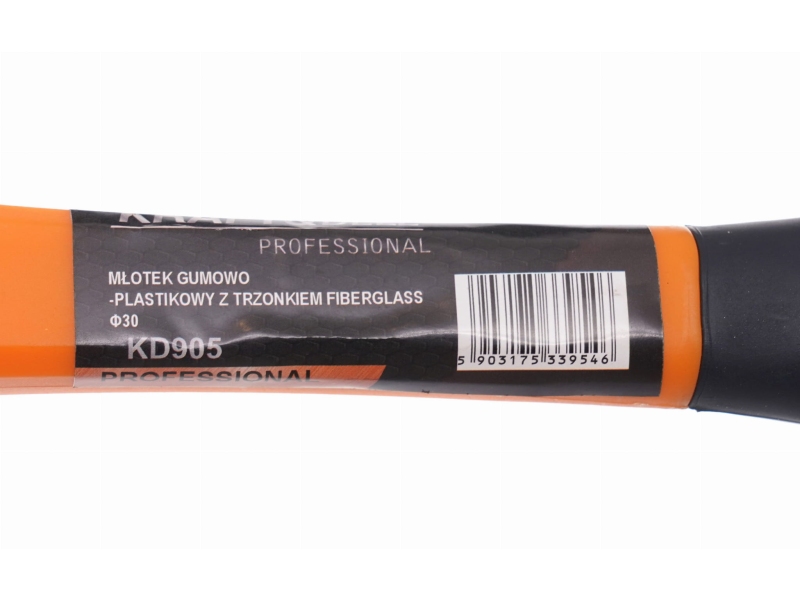 PROFESSIONAL
MŁOTEK GUMOWO
-PLASTIKOWY Z TRZONKIEM FIBERGLASS
Φ30
KD905
PROFESSIONAL
5 903175 339546